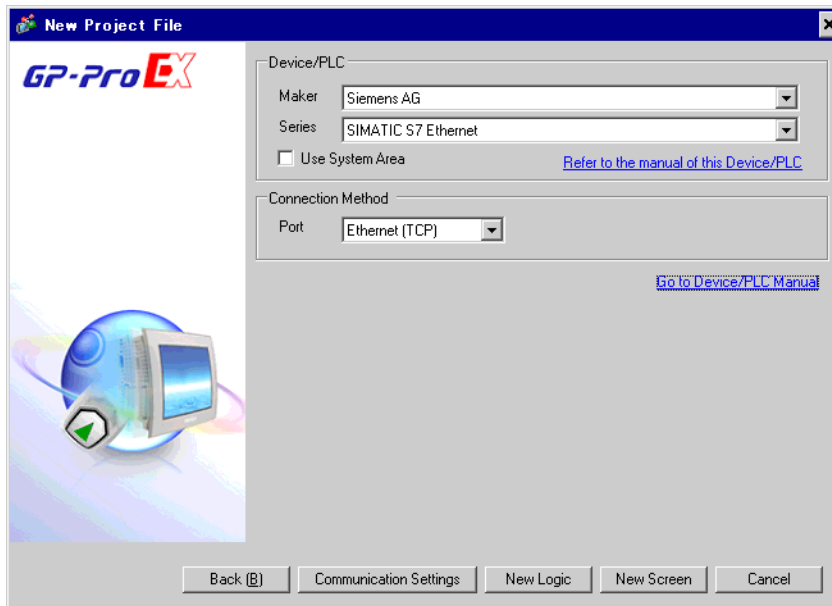 New Project File
GP-Pro EX
Device/PLC
Maker Siemens AG
Series SIMATIC S7 Ethernet
Use System Area Refer to the manual of this Device/PLC
Connection Method
Port Ethernet (TCP)
Go to Device/PLC Manual
Back (B) Communication Settings New Logic New Screen Cancel